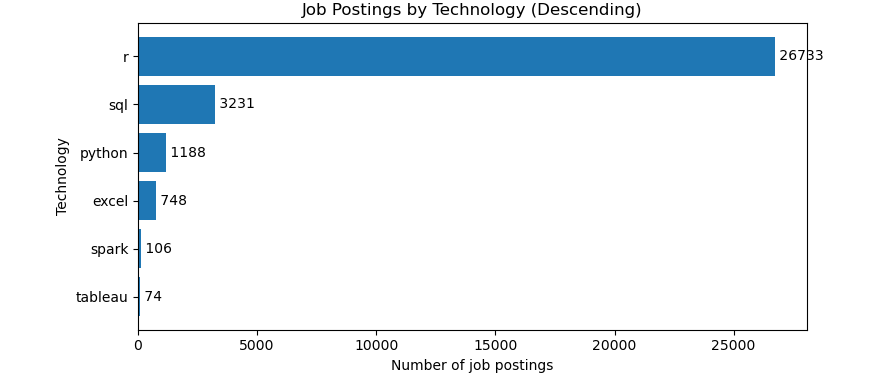 Job Postings by Technology (Descending)
Technology
r 26733
sql 3231
python 1188
excel 748
spark 106
tableau 74
0 5000 10000 15000 20000 25000
Number of job postings